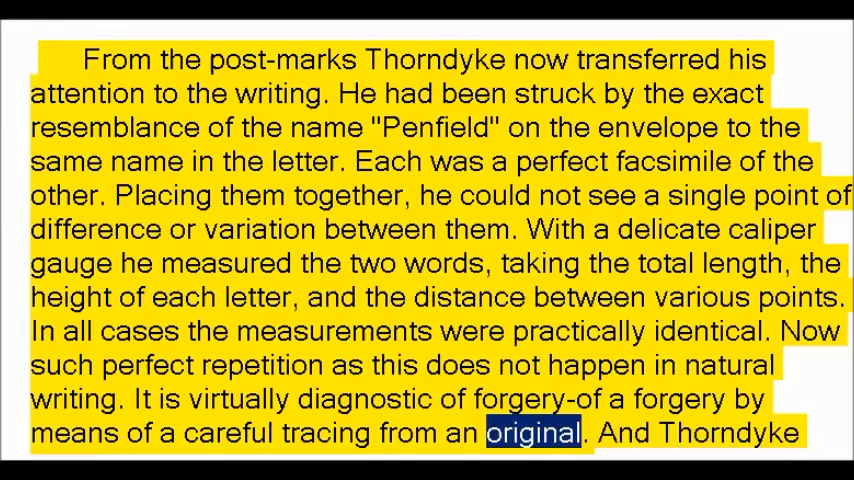 From the post-marks Thorndyke now transferred his
attention to the writing. He had been struck by the exact
resemblance of the name "Penfield" on the envelope to the
same name in the letter. Each was a perfect facsimile of the
other. Placing them together, he could not see a single point of
difference or variation between them. With a delicate caliper
gauge he measured the two words, taking the total length, the
height of each letter, and the distance between various points.
In all cases the measurements were practically identical. Now
such perfect repetition as this does not happen in natural
writing. It is virtually diagnostic of forgery-of a forgery by
means of a careful tracing from an original. And Thorndyke